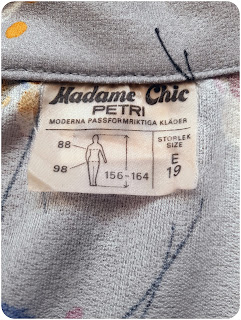 Madame Chic
PETRI
MODERNA PASSFORMRIKTIGA KLÄDER
88
98
156-164
STORLEK
SIZE
E
19